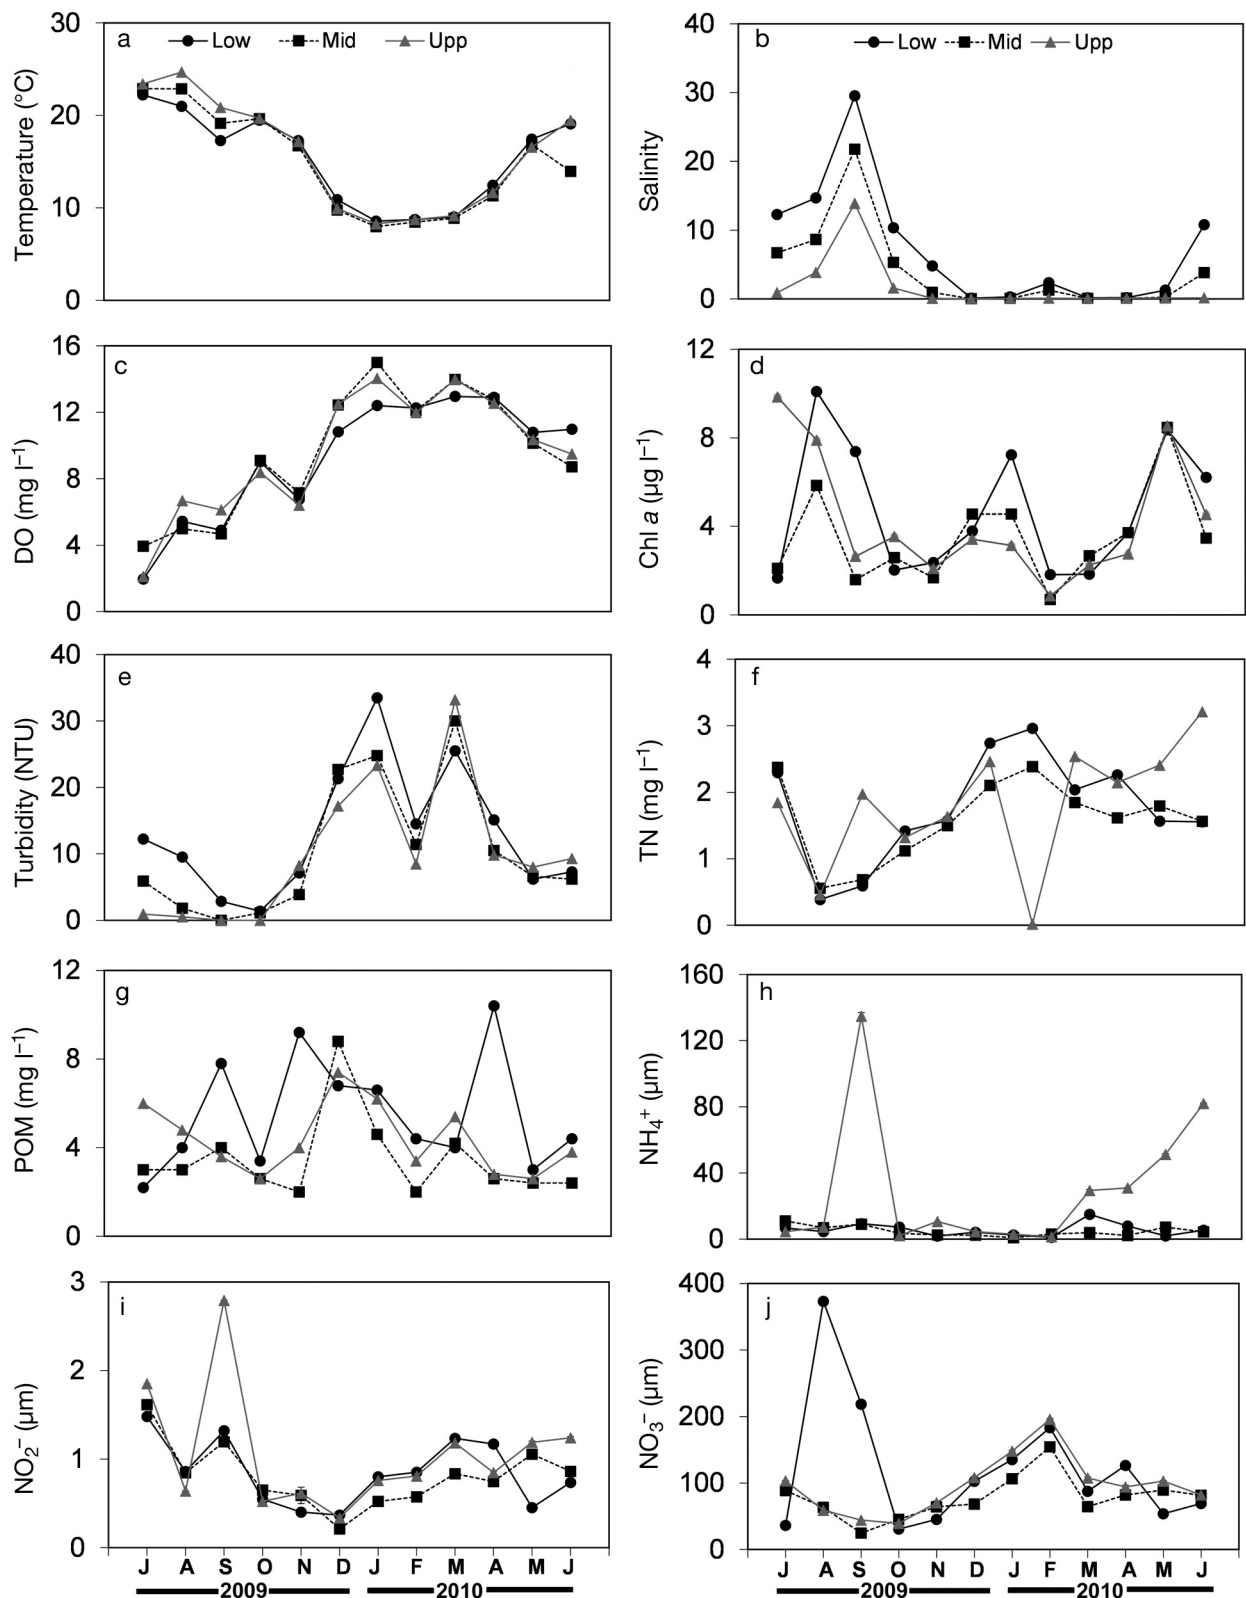 a
Low Mid Upp
30
20
10
0
Temperature (°C)
b
Low Mid Upp
40
30
20
10
0
Salinity
c
16
12
8
4
0
DO (mg l⁻¹)
d
12
8
4
0
Chl a (µg l⁻¹)
e
40
30
20
10
0
Turbidity (NTU)
f
4
3
2
1
0
TN (mg l⁻¹)
g
12
8
4
0
POM (mg l⁻¹)
h
160
120
80
40
0
NH₄⁺ (µm)
i
3
2
1
0
NO₂⁻ (µm)
J A S O N D J F M A M J
2009 2010
j
400
300
200
100
0
NO₃⁻ (µm)
J A S O N D J F M A M J
2009 2010